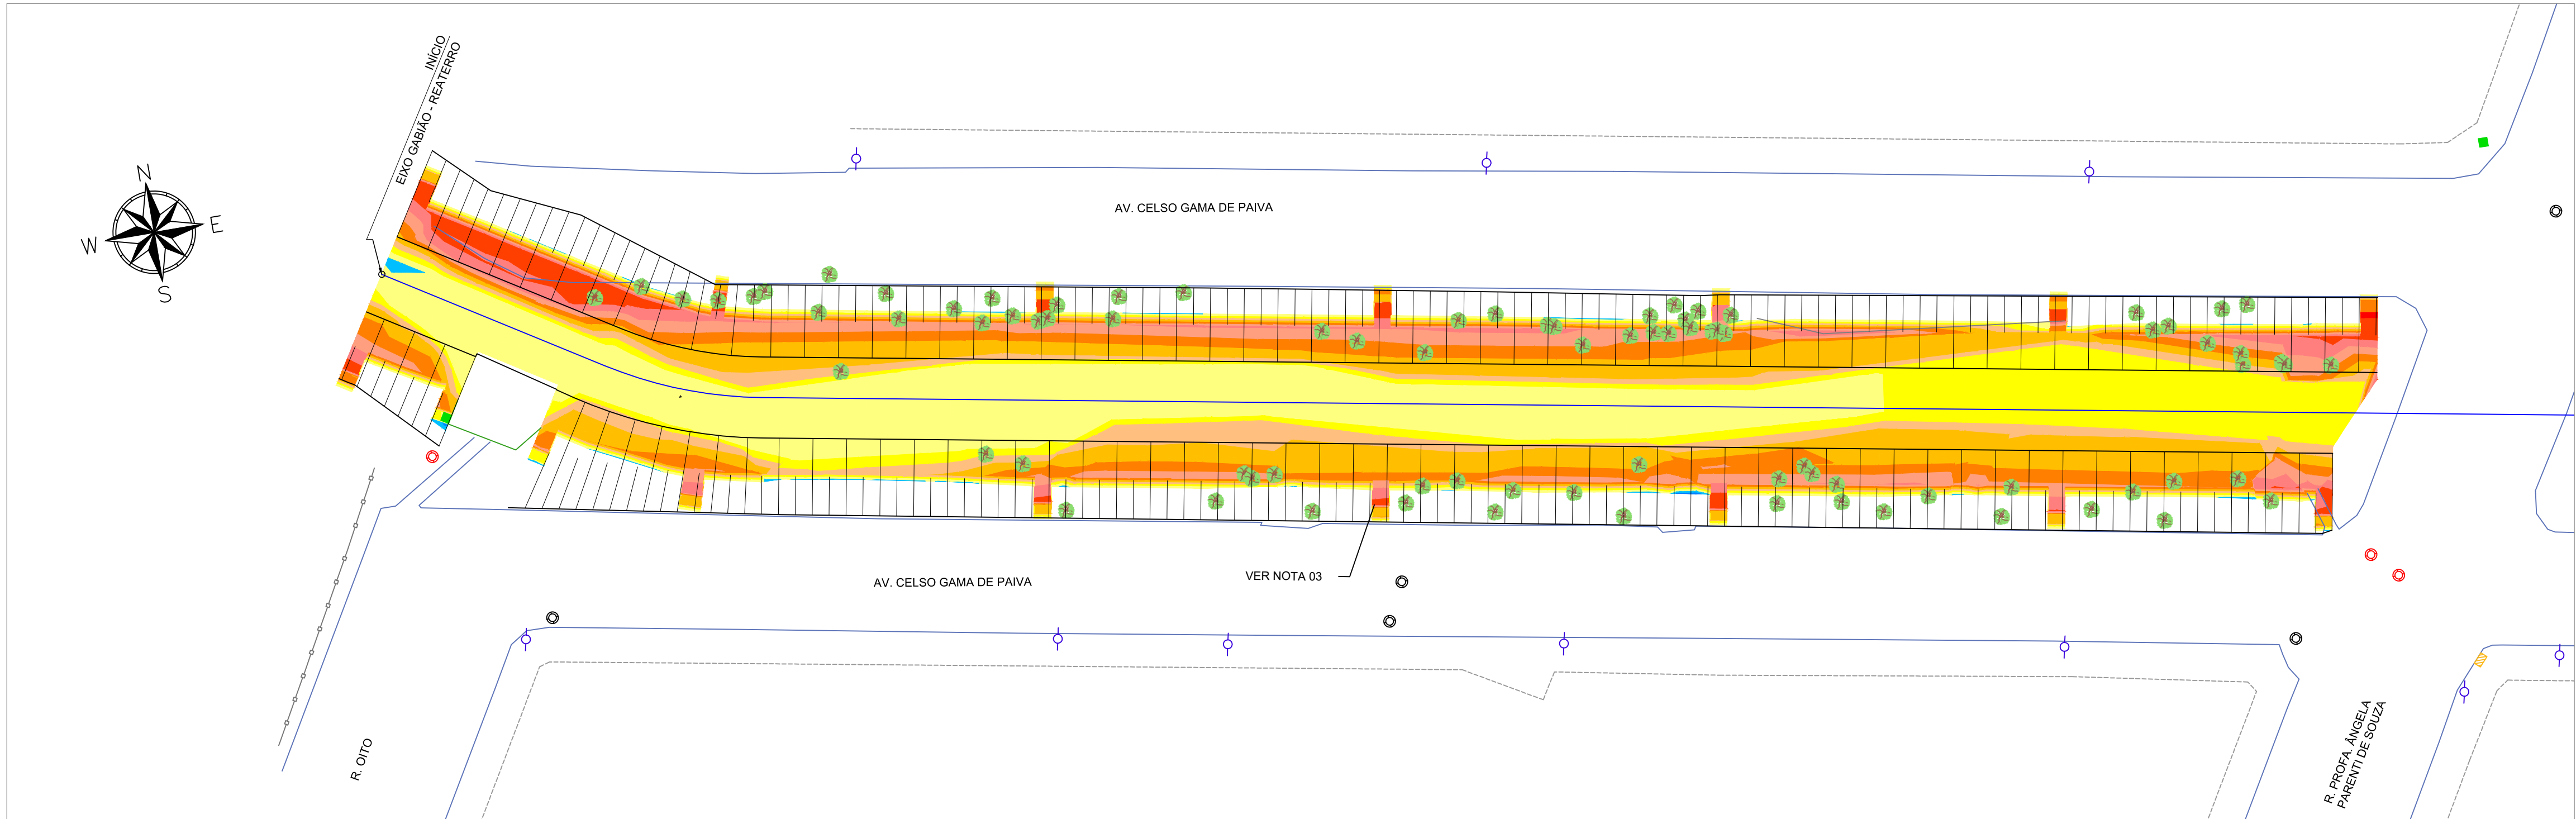 INÍCIO
EIXO GABIÃO - REATERRO
N
W
E
S
AV. CELSO GAMA DE PAIVA
AV. CELSO GAMA DE PAIVA
VER NOTA 03
R. OITO
R. PROFA. ÂNGELA
PARENTI DE SOUZA